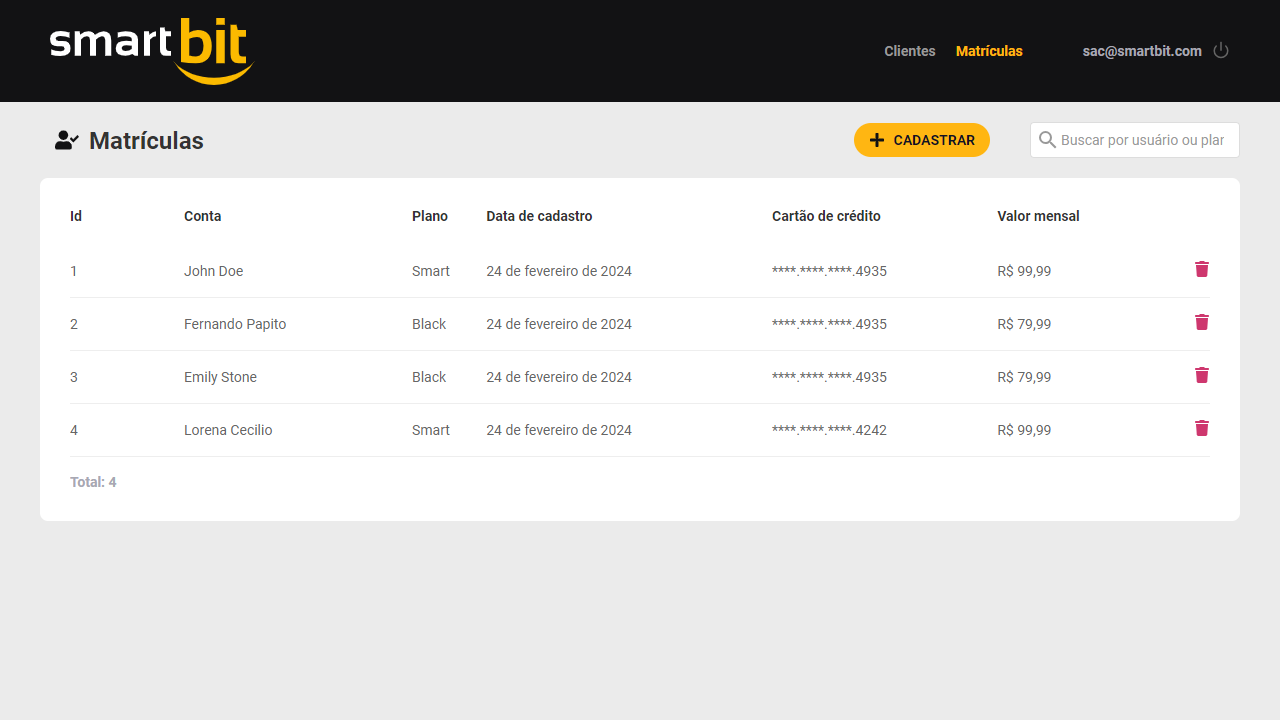 smartbit
Clientes Matrículas sac@smartbit.com
Matrículas
CADASTRAR
Buscar por usuário ou plar
Id Conta Plano Data de cadastro Cartão de crédito Valor mensal
1 John Doe Smart 24 de fevereiro de 2024 ****.****.****.4935 R$ 99,99
2 Fernando Papito Black 24 de fevereiro de 2024 ****.****.****.4935 R$ 79,99
3 Emily Stone Black 24 de fevereiro de 2024 ****.****.****.4935 R$ 79,99
4 Lorena Cecilio Smart 24 de fevereiro de 2024 ****.****.****.4242 R$ 99,99
Total: 4